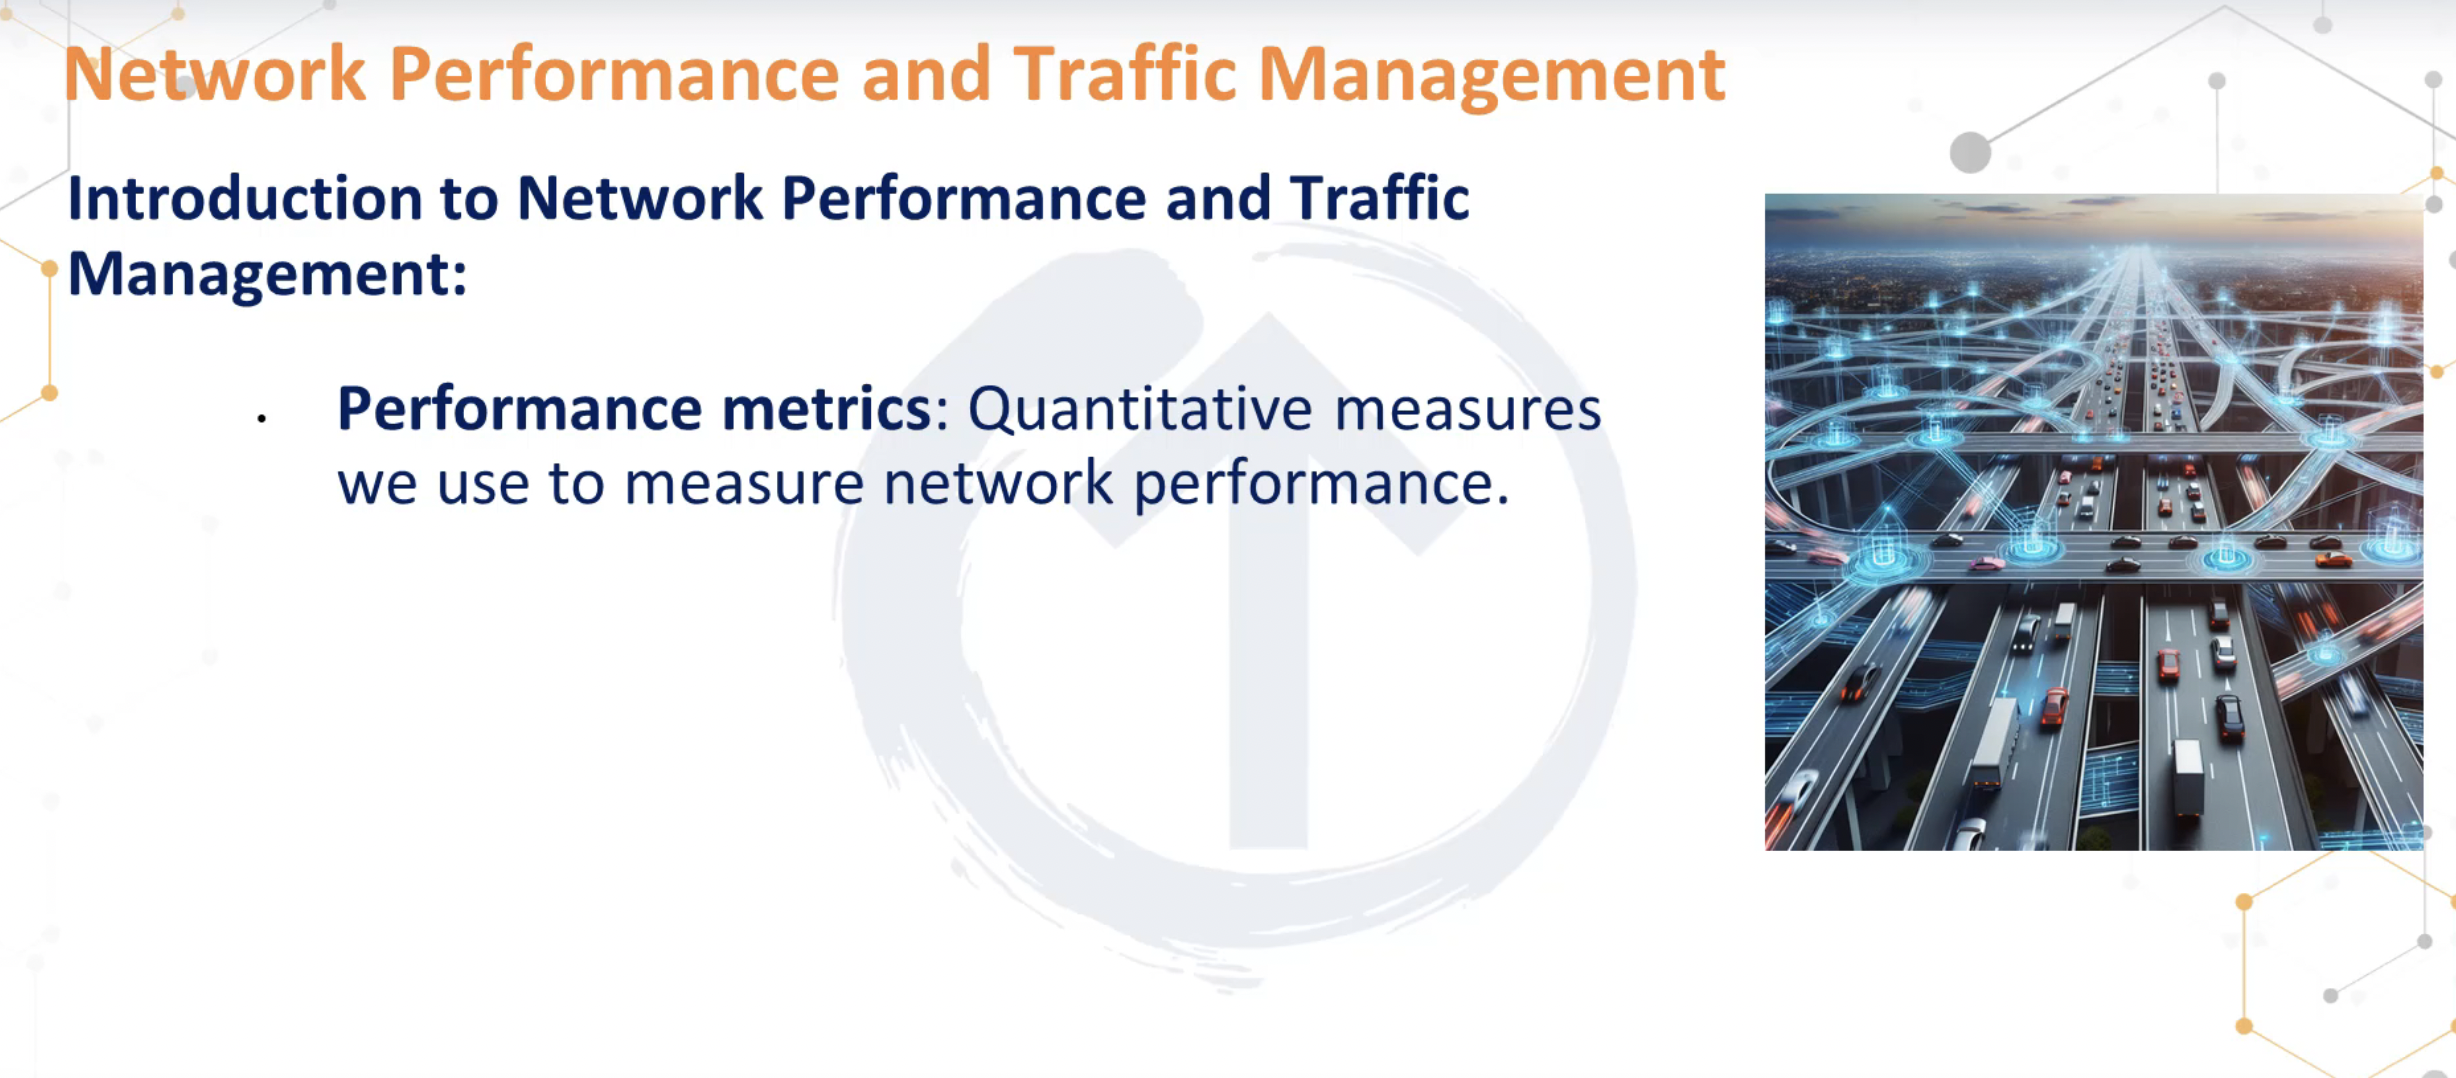 Network Performance and Traffic Management
Introduction to Network Performance and Traffic
Management:
• Performance metrics: Quantitative measures
we use to measure network performance.